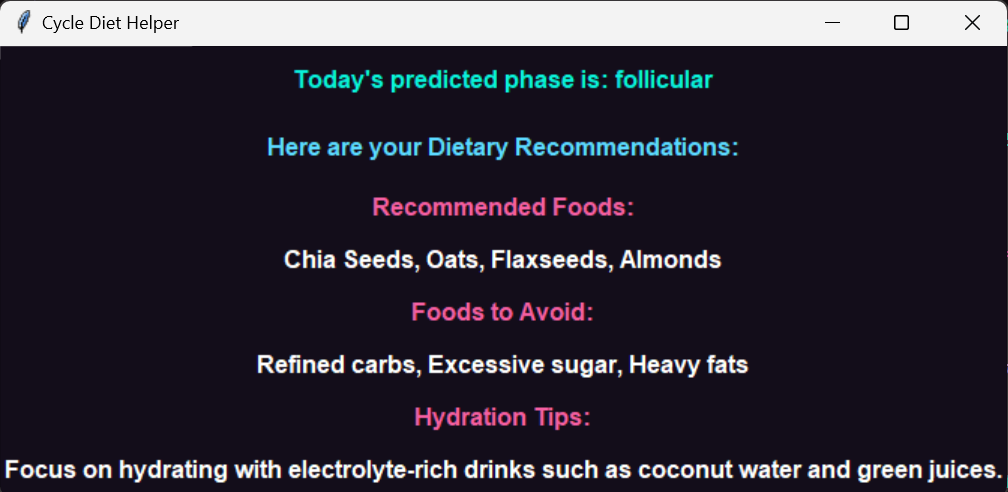 Cycle Diet Helper
Today's predicted phase is: follicular
Here are your Dietary Recommendations:
Recommended Foods:
Chia Seeds, Oats, Flaxseeds, Almonds
Foods to Avoid:
Refined carbs, Excessive sugar, Heavy fats
Hydration Tips:
Focus on hydrating with electrolyte-rich drinks such as coconut water and green juices.